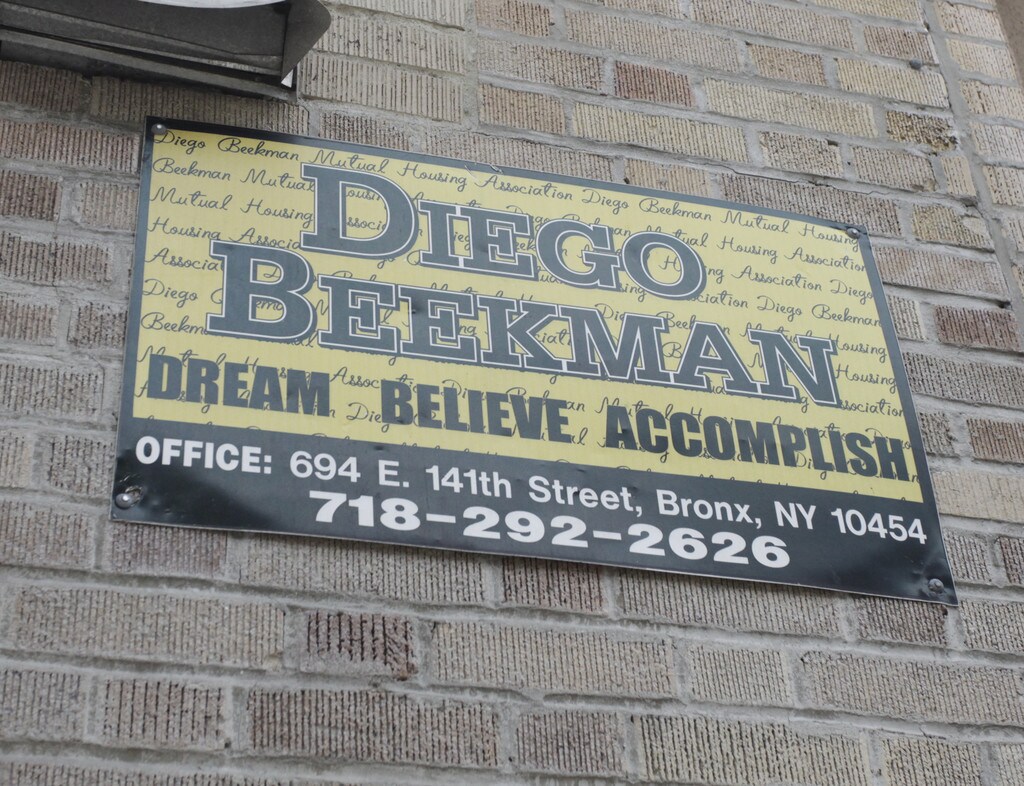 Diego Beekman Mutual Housing Association Diego Beekman Mutual Housing
DIEGO
BEEKMAN
DREAM BELIEVE ACCOMPLISH
OFFICE: 694 E. 141th Street, Bronx, NY 10454
718-292-2626